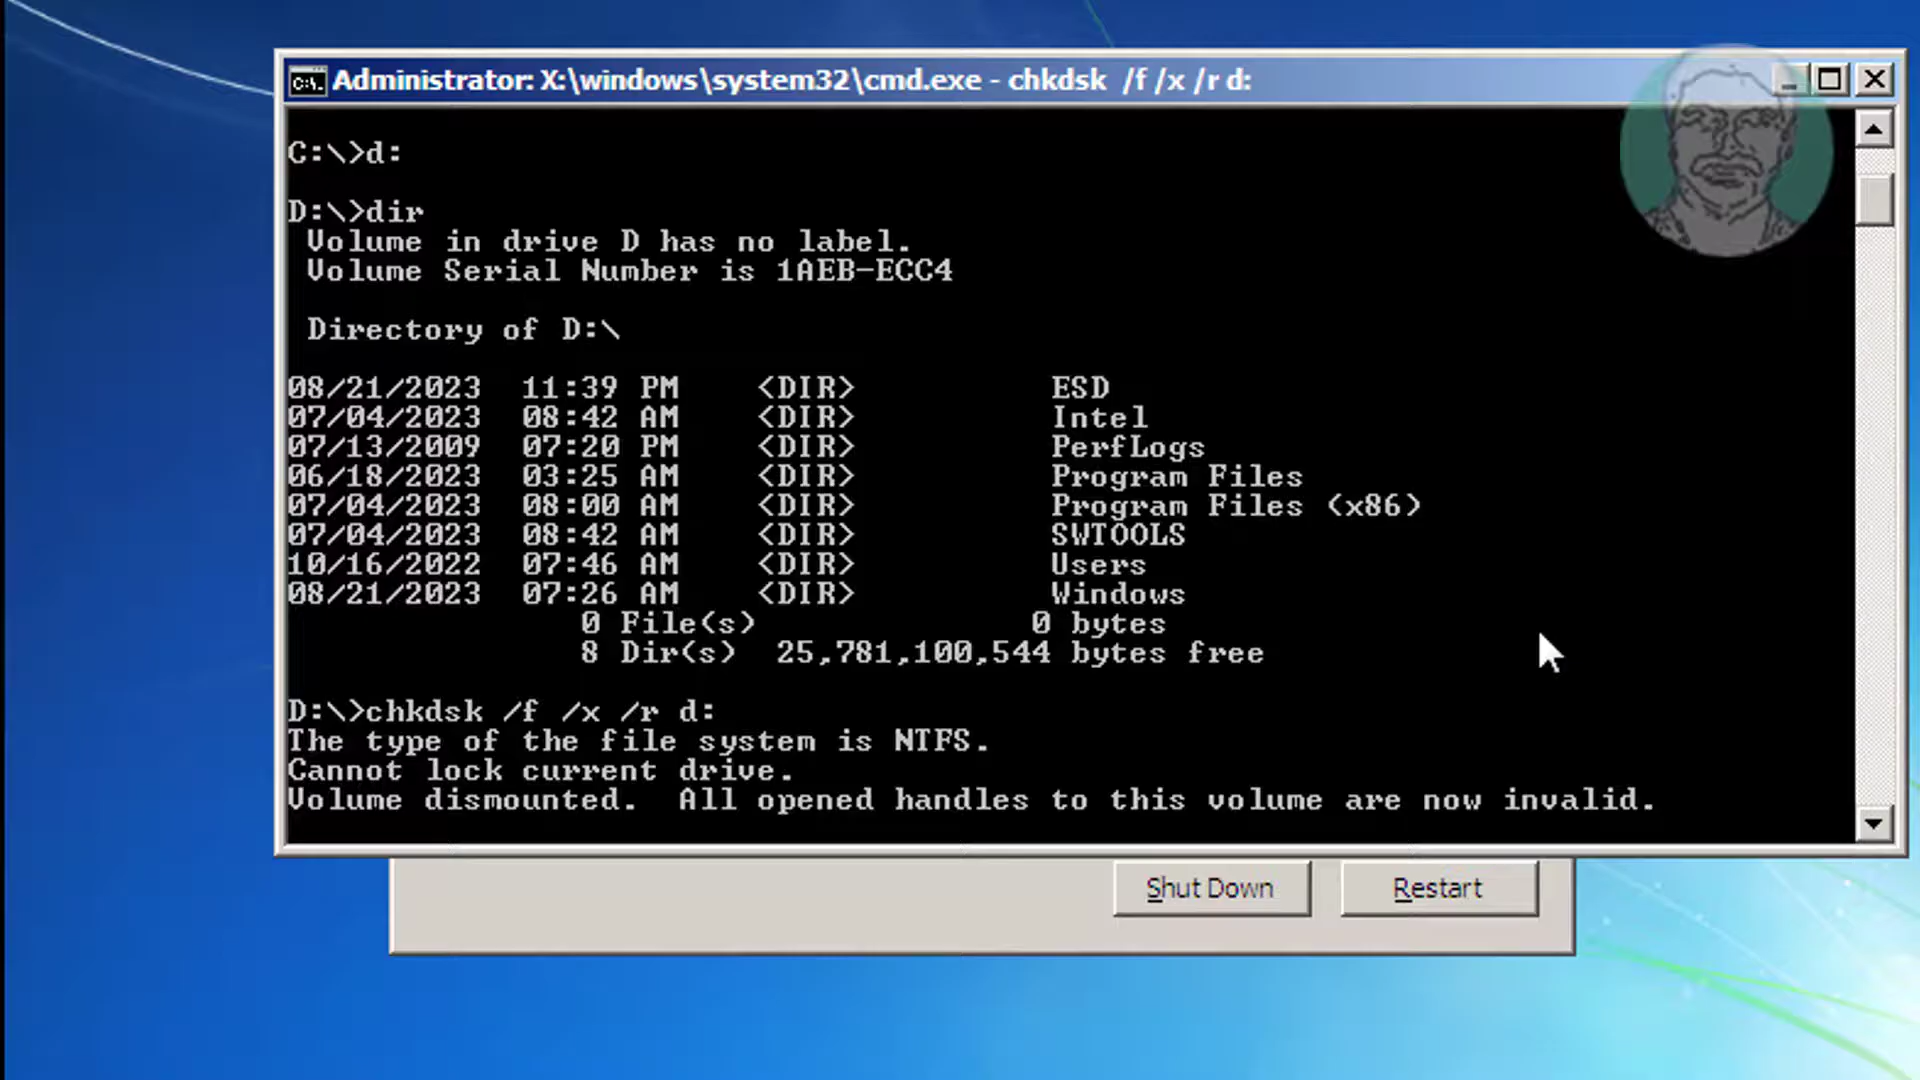 Administrator: X:\windows\system32\cmd.exe - chkdsk  /f /x /r d:
C:\>d:
D:\>dir
Volume in drive D has no label.
Volume Serial Number is 1AEB-ECC4
Directory of D:\
08/21/2023  11:39 PM    <DIR>          ESD
07/04/2023  08:42 AM    <DIR>          Intel
07/13/2009  07:20 PM    <DIR>          PerfLogs
06/18/2023  03:25 AM    <DIR>          Program Files
07/04/2023  08:00 AM    <DIR>          Program Files (x86)
07/04/2023  08:42 AM    <DIR>          SWTOOLS
10/16/2022  07:46 AM    <DIR>          Users
08/21/2023  07:26 AM    <DIR>          Windows
0 File(s)              0 bytes
8 Dir(s)  25,781,100,544 bytes free
D:\>chkdsk /f /x /r d:
The type of the file system is NTFS.
Cannot lock current drive.
Volume dismounted.  All opened handles to this volume are now invalid.
Shut Down
Restart